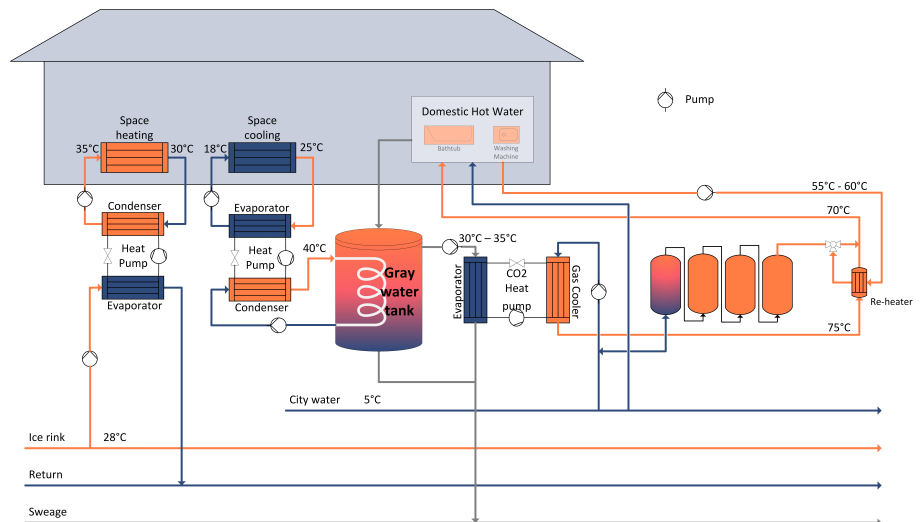 Pump
Domestic Hot Water
Bathtub
Washing
Machine
Space
heating
35°C
30°C
Space
cooling
18°C
25°C
Condenser
Heat
Pump
Evaporator
Evaporator
Heat
Pump
Condenser
40°C
Gray
water
tank
30°C – 35°C
Evaporator
CO2
Heat
pump
Gas Cooler
55°C - 60°C
70°C
Re-heater
75°C
City water 5°C
Ice rink 28°C
Return
Sweage